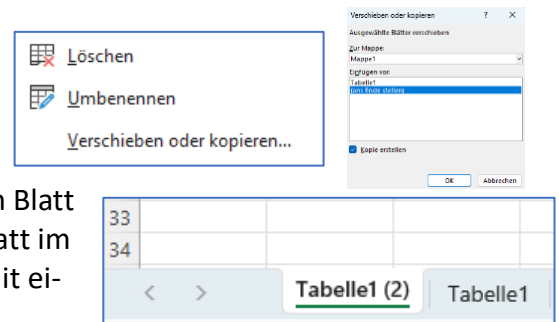 Löschen
Umbenennen
Verschieben oder kopieren...
Verschieben oder kopieren ? ×
Ausgewählte Blätter verschieben
Zur Mappe:
Mappe1
Einfügen vor:
Tabelle1
(ans Ende stellen)
Kopie erstellen
OK Abbrechen
n Blatt
att im
it ei-
33
34
< > Tabelle1 (2) Tabelle1